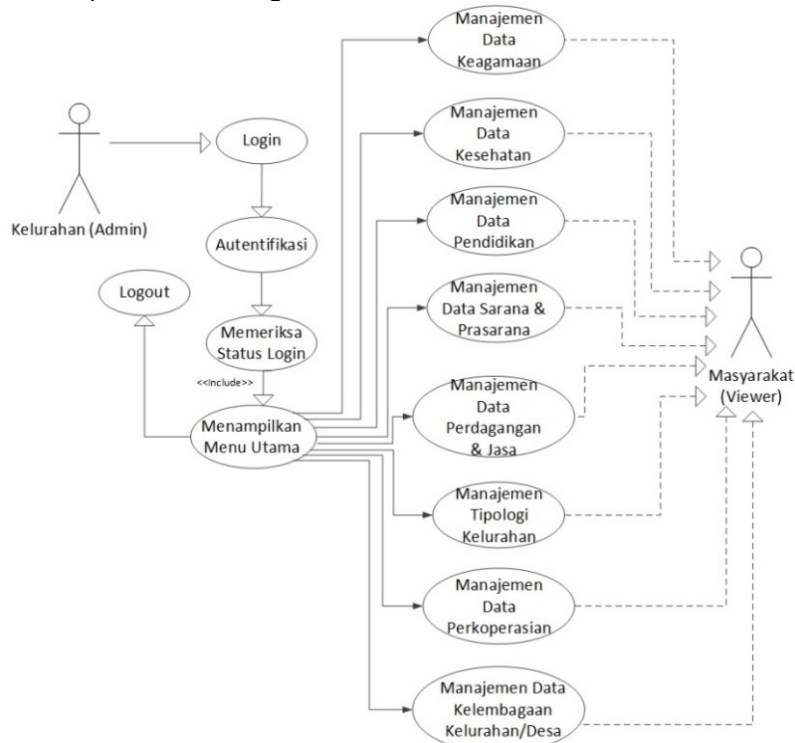 Manajemen
Data
Keagamaan
Manajemen
Data
Kesehatan
Login
Kelurahan (Admin)
Autentifikasi
Manajemen
Data
Pendidikan
Logout
Manajemen
Data Sarana &
Prasarana
Memeriksa
Status Login
<<Include>>
Masyarakat
(Viewer)
Menampilkan
Menu Utama
Manajemen
Data
Perdagangan
& Jasa
Manajemen
Tipologi
Kelurahan
Manajemen
Data
Perkoperasian
Manajemen Data
Kelembagaan
Kelurahan/Desa